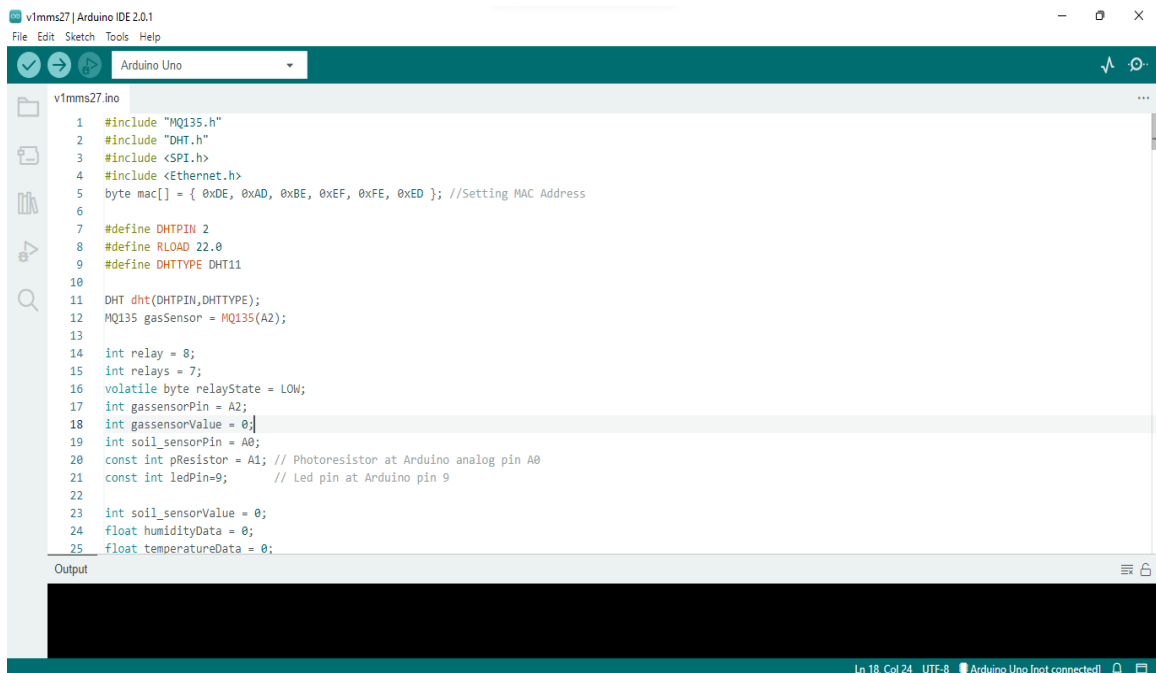 v1mms27 | Arduino IDE 2.0.1
File Edit Sketch Tools Help
Arduino Uno
v1mms27.ino
1 #include "MQ135.h"
2 #include "DHT.h"
3 #include <SPI.h>
4 #include <Ethernet.h>
5 byte mac[] = { 0xDE, 0xAD, 0xBE, 0xEF, 0xFE, 0xED }; //Setting MAC Address
6
7 #define DHTPIN 2
8 #define RLOAD 22.0
9 #define DHTTYPE DHT11
10
11 DHT dht(DHTPIN,DHTTYPE);
12 MQ135 gasSensor = MQ135(A2);
13
14 int relay = 8;
15 int relays = 7;
16 volatile byte relayState = LOW;
17 int gassensorPin = A2;
18 int gassensorValue = 0;
19 int soil_sensorPin = A0;
20 const int pResistor = A1; // Photoresistor at Arduino analog pin A0
21 const int ledPin=9; // Led pin at Arduino pin 9
22
23 int soil_sensorValue = 0;
24 float humidityData = 0;
25 float temperatureData = 0;
Output
Ln 18, Col 24 UTF-8 Arduino Uno [not connected]